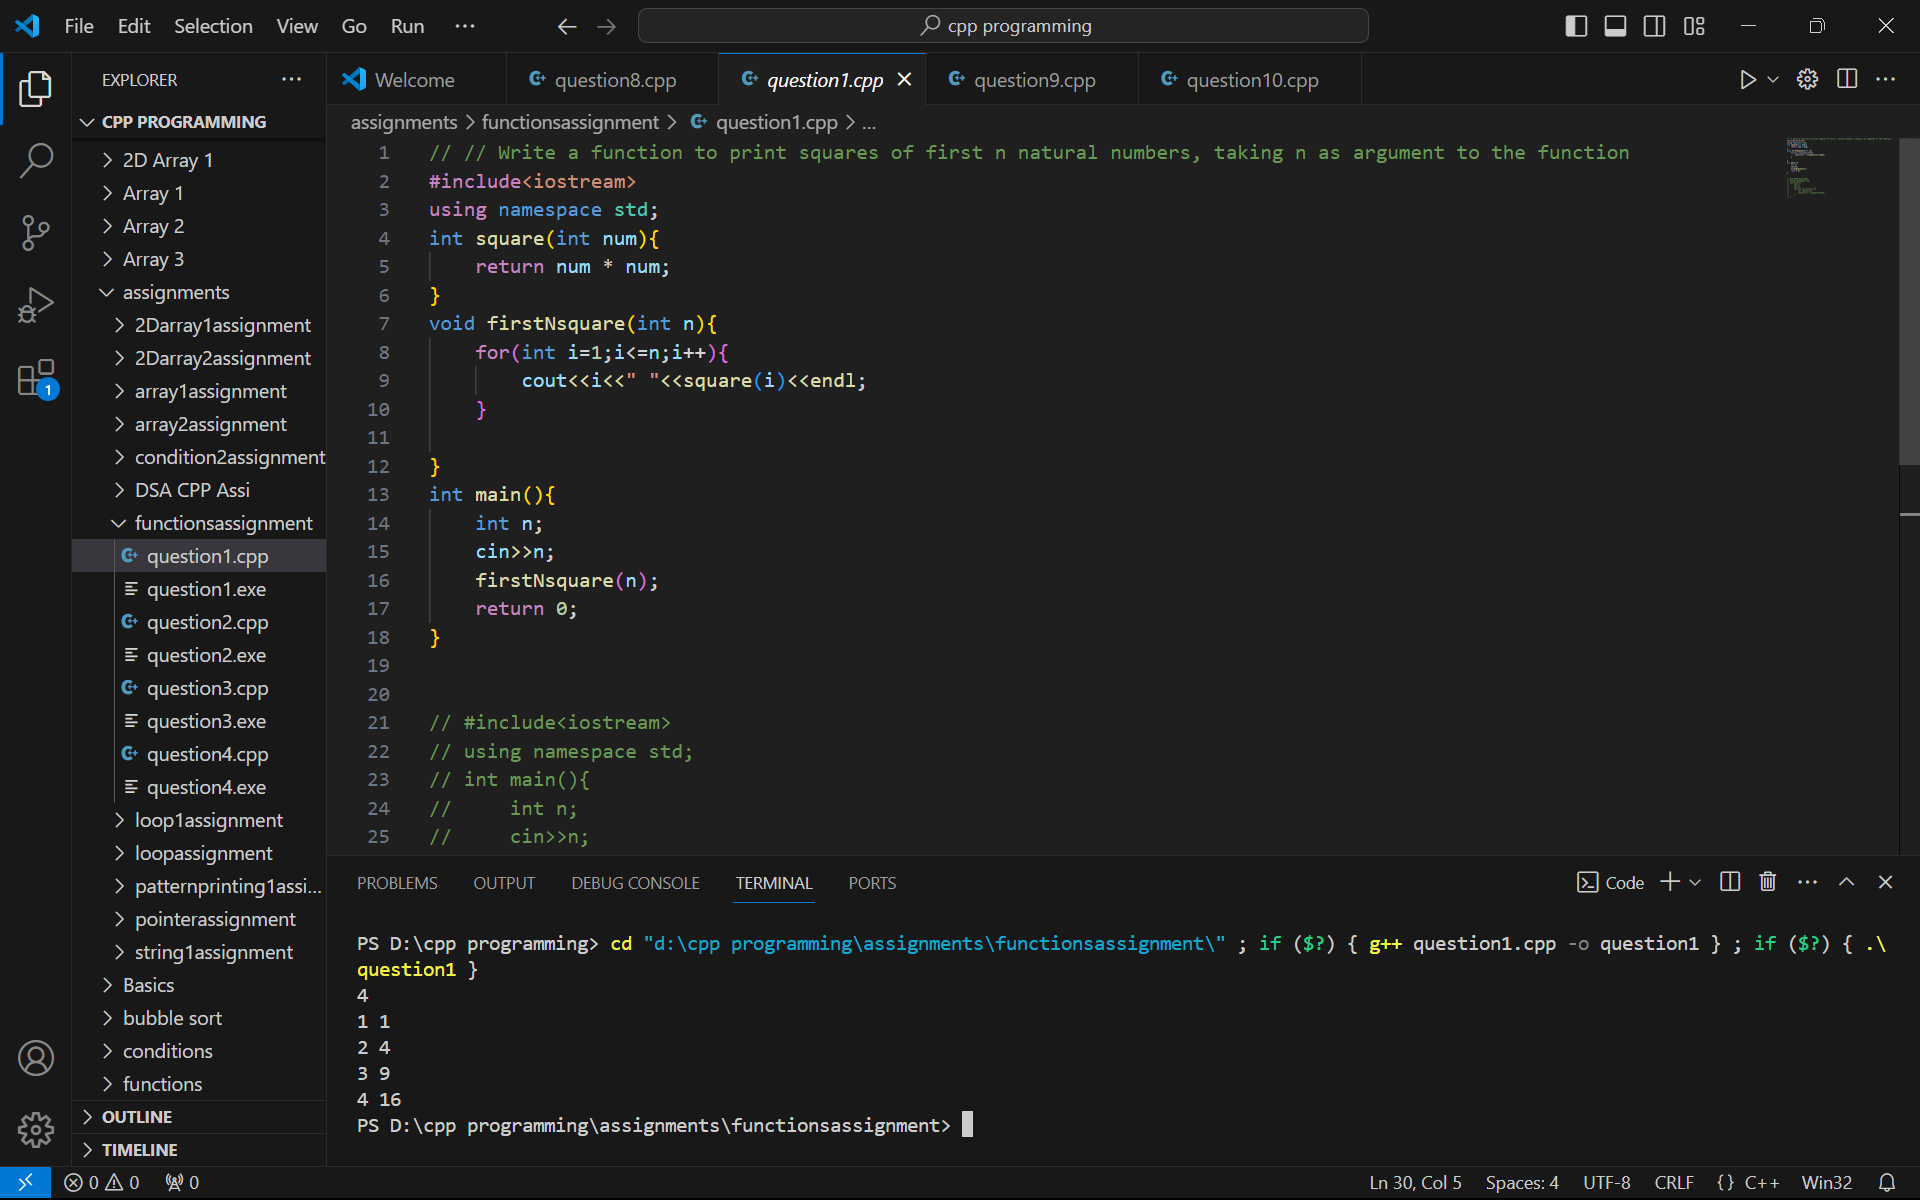 File Edit Selection View Go Run ···
cpp programming
EXPLORER ···
CPP PROGRAMMING
2D Array 1
Array 1
Array 2
Array 3
assignments
2Darray1assignment
2Darray2assignment
array1assignment
array2assignment
condition2assignment
DSA CPP Assi
functionsassignment
question1.cpp
question1.exe
question2.cpp
question2.exe
question3.cpp
question3.exe
question4.cpp
question4.exe
loop1assignment
loopassignment
patternprinting1assi...
pointerassignment
string1assignment
Basics
bubble sort
conditions
functions
OUTLINE
TIMELINE
1
Welcome question8.cpp question1.cpp question9.cpp question10.cpp
assignments > functionsassignment > question1.cpp > ...
1 // // Write a function to print squares of first n natural numbers, taking n as argument to the function
2 #include<iostream>
3 using namespace std;
4 int square(int num){
5     return num * num;
6 }
7 void firstNsquare(int n){
8     for(int i=1;i<=n;i++){
9         cout<<i<<" "<<square(i)<<endl;
10     }
11
12 }
13 int main(){
14     int n;
15     cin>>n;
16     firstNsquare(n);
17     return 0;
18 }
19
20
21 // #include<iostream>
22 // using namespace std;
23 // int main(){
24 //     int n;
25 //     cin>>n;
PROBLEMS OUTPUT DEBUG CONSOLE TERMINAL PORTS
Code
PS D:\cpp programming> cd "d:\cpp programming\assignments\functionsassignment\" ; if ($?) { g++ question1.cpp -o question1 } ; if ($?) { .\
question1 }
4
1 1
2 4
3 9
4 16
PS D:\cpp programming\assignments\functionsassignment>
0 0 0
Ln 30, Col 5 Spaces: 4 UTF-8 CRLF {} C++ Win32